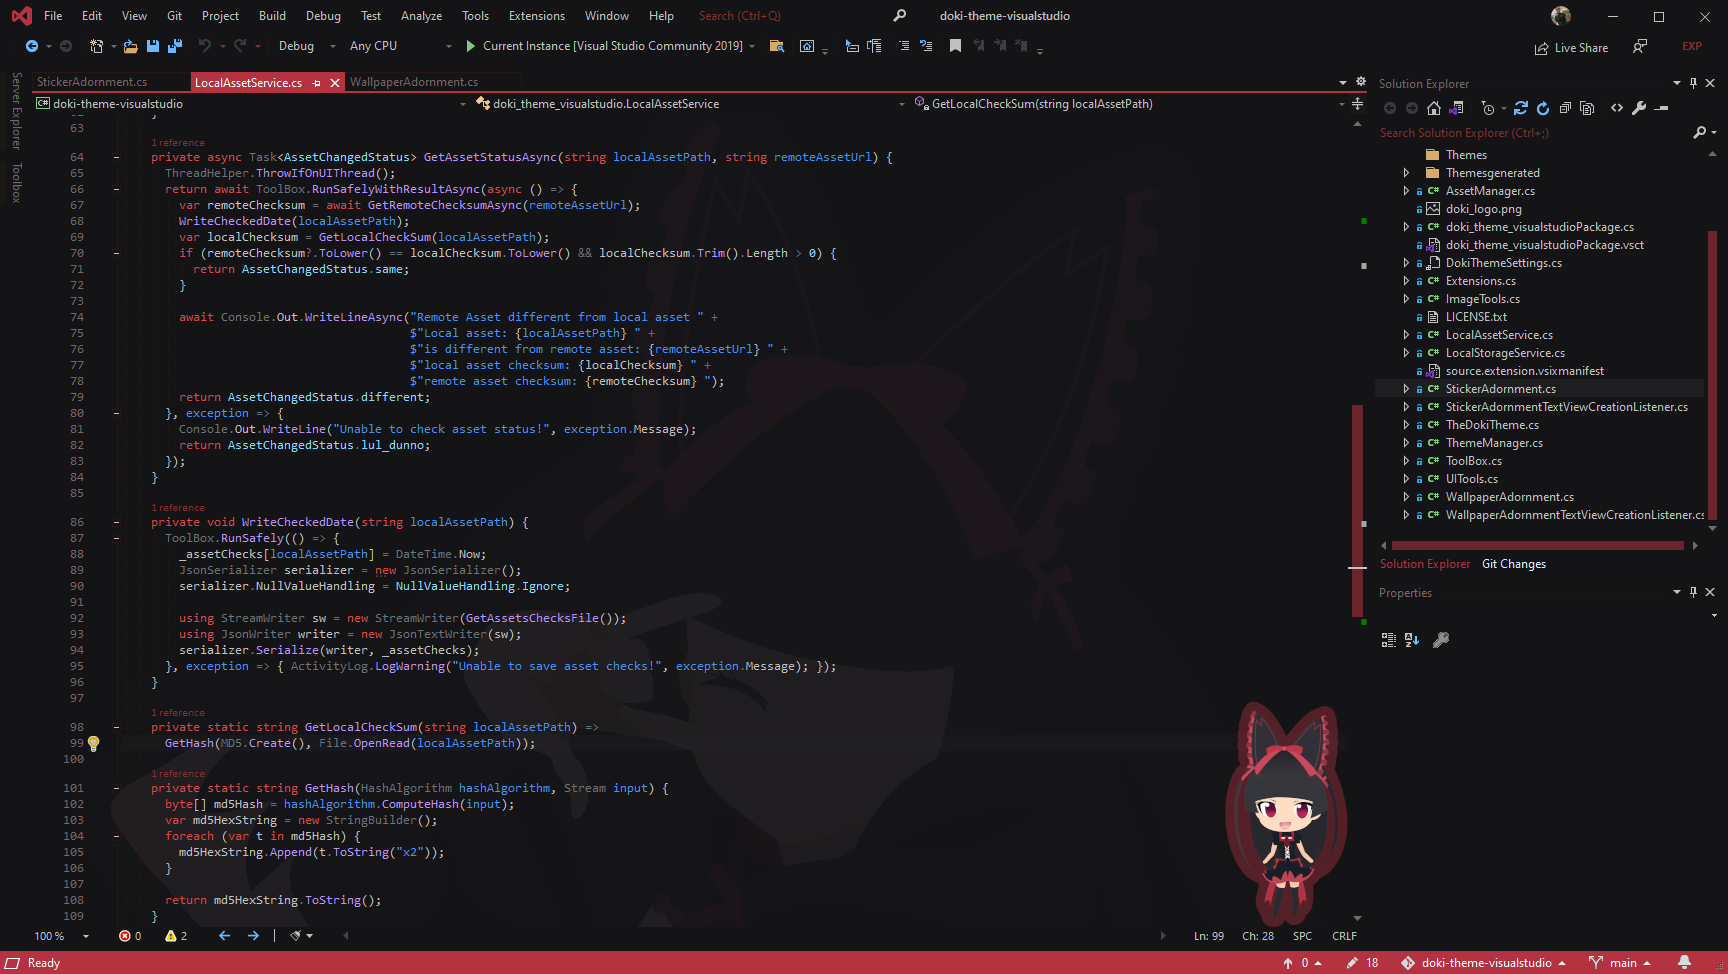 File Edit View Git Project Build Debug Test Analyze Tools Extensions Window Help Search (Ctrl+Q) doki-theme-visualstudio
Debug Any CPU Current Instance [Visual Studio Community 2019] Live Share EXP
Server Explorer
Toolbox
StickerAdornment.cs LocalAssetService.cs WallpaperAdornment.cs
doki-theme-visualstudio doki_theme_visualstudio.LocalAssetService GetLocalCheckSum(string localAssetPath)
63
1 reference
64 private async Task<AssetChangedStatus> GetAssetStatusAsync(string localAssetPath, string remoteAssetUrl) {
65 ThreadHelper.ThrowIfOnUIThread();
66 return await ToolBox.RunSafelyWithResultAsync(async () => {
67 var remoteChecksum = await GetRemoteChecksumAsync(remoteAssetUrl);
68 WriteCheckedDate(localAssetPath);
69 var localChecksum = GetLocalCheckSum(localAssetPath);
70 if (remoteChecksum?.ToLower() == localChecksum.ToLower() && localChecksum.Trim().Length > 0) {
71 return AssetChangedStatus.same;
72 }
73
74 await Console.Out.WriteLineAsync("Remote Asset different from local asset " +
75 $"Local asset: {localAssetPath} " +
76 $"is different from remote asset: {remoteAssetUrl} " +
77 $"local asset checksum: {localChecksum} " +
78 $"remote asset checksum: {remoteChecksum} ");
79 return AssetChangedStatus.different;
80 }, exception => {
81 Console.Out.WriteLine("Unable to check asset status!", exception.Message);
82 return AssetChangedStatus.lul_dunno;
83 });
84 }
85
1 reference
86 private void WriteCheckedDate(string localAssetPath) {
87 ToolBox.RunSafely(() => {
88 _assetChecks[localAssetPath] = DateTime.Now;
89 JsonSerializer serializer = new JsonSerializer();
90 serializer.NullValueHandling = NullValueHandling.Ignore;
91
92 using StreamWriter sw = new StreamWriter(GetAssetsChecksFile());
93 using JsonWriter writer = new JsonTextWriter(sw);
94 serializer.Serialize(writer, _assetChecks);
95 }, exception => { ActivityLog.LogWarning("Unable to save asset checks!", exception.Message); });
96 }
97
1 reference
98 private static string GetLocalCheckSum(string localAssetPath) =>
99 GetHash(MD5.Create(), File.OpenRead(localAssetPath));
100
1 reference
101 private static string GetHash(HashAlgorithm hashAlgorithm, Stream input) {
102 byte[] md5Hash = hashAlgorithm.ComputeHash(input);
103 var md5HexString = new StringBuilder();
104 foreach (var t in md5Hash) {
105 md5HexString.Append(t.ToString("x2"));
106 }
107
108 return md5HexString.ToString();
109 }
100 % 0 2 Ln: 99 Ch: 28 SPC CRLF
Solution Explorer
Search Solution Explorer (Ctrl+;)
Themes
Themesgenerated
C# AssetManager.cs
doki_logo.png
C# doki_theme_visualstudioPackage.cs
doki_theme_visualstudioPackage.vsct
DokiThemeSettings.cs
C# Extensions.cs
C# ImageTools.cs
LICENSE.txt
C# LocalAssetService.cs
C# LocalStorageService.cs
source.extension.vsixmanifest
C# StickerAdornment.cs
C# StickerAdornmentTextViewCreationListener.cs
C# TheDokiTheme.cs
C# ThemeManager.cs
C# ToolBox.cs
C# UITools.cs
C# WallpaperAdornment.cs
C# WallpaperAdornmentTextViewCreationListener.cs
Solution Explorer Git Changes
Properties
Ready 0 18 doki-theme-visualstudio main